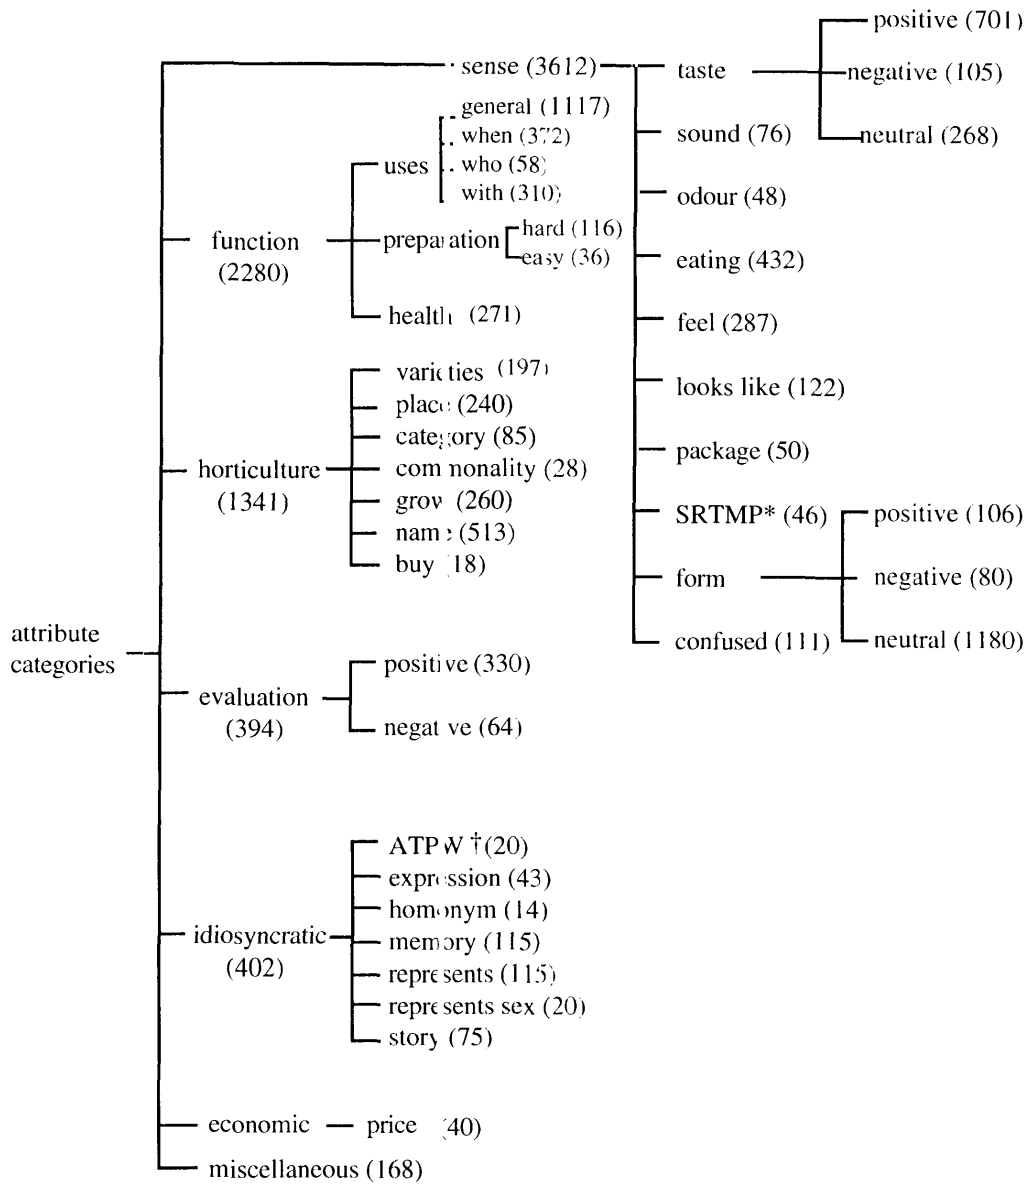 attribute
categories
sense (3612)
taste
positive (701)
negative (105)
neutral (268)
sound (76)
odour (48)
eating (432)
feel (287)
looks like (122)
package (50)
SRTMP* (46)
form
positive (106)
negative (80)
neutral (1180)
confused (111)
function
(2280)
uses
general (1117)
when (372)
who (58)
with (310)
preparation
hard (116)
easy (36)
health (271)
horticulture
(1341)
varieties (197)
place (240)
category (85)
commonality (28)
grow (260)
name (513)
buy (18)
evaluation
(394)
positive (330)
negative (64)
idiosyncratic
(402)
ATPW † (20)
expression (43)
homonym (14)
memory (115)
represents (115)
represents sex (20)
story (75)
economic
price (40)
miscellaneous (168)